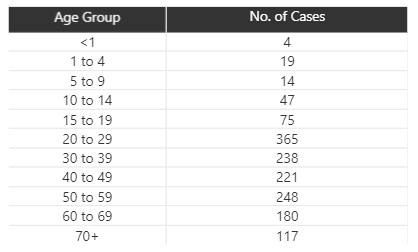 Age Group No. of Cases
<1 4
1 to 4 19
5 to 9 14
10 to 14 47
15 to 19 75
20 to 29 365
30 to 39 238
40 to 49 221
50 to 59 248
60 to 69 180
70+ 117